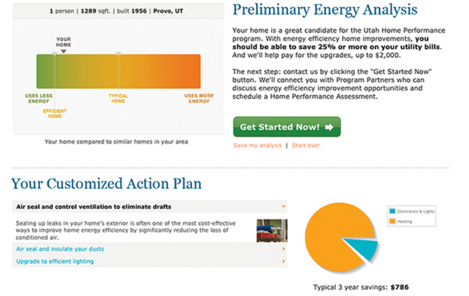 1 person | 1289 sqft. | built 1956 | Provo, UT
YOUR
HOME
USES LESS
ENERGY
EFFICIENT
HOME
TYPICAL
HOME
USES MORE
ENERGY
Your home compared to similar homes in your area
Preliminary Energy Analysis
Your home is a great candidate for the Utah Home Performance
program. With energy efficiency home improvements, you
should be able to save 25% or more on your utility bills.
And we'll help pay for the upgrades, up to $2,000.
The next step: contact us by clicking the "Get Started Now"
button. We'll connect you with Program Partners who can
discuss energy efficiency improvement opportunities and
schedule a Home Performance Assessment.
Get Started Now!
Save my analysis | Start over
Your Customized Action Plan
Air seal and control ventilation to eliminate drafts
Sealing up leaks in your home's exterior is often one of the most cost-effective
ways to improve home energy efficiency by significantly reducing the loss of
conditioned air.
Air seal and insulate your ducts
Upgrade to efficient lighting
Electronics & Lights
Heating
Typical 3 year savings: $786